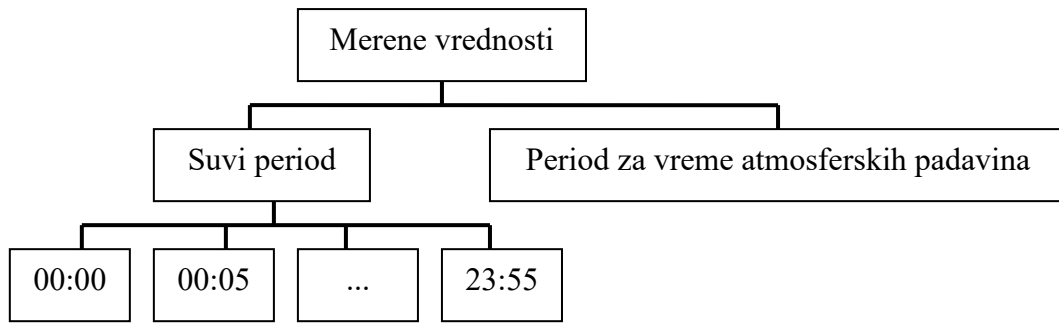 Merene vrednosti
Suvi period
Period za vreme atmosferskih padavina
00:00
00:05
...
23:55